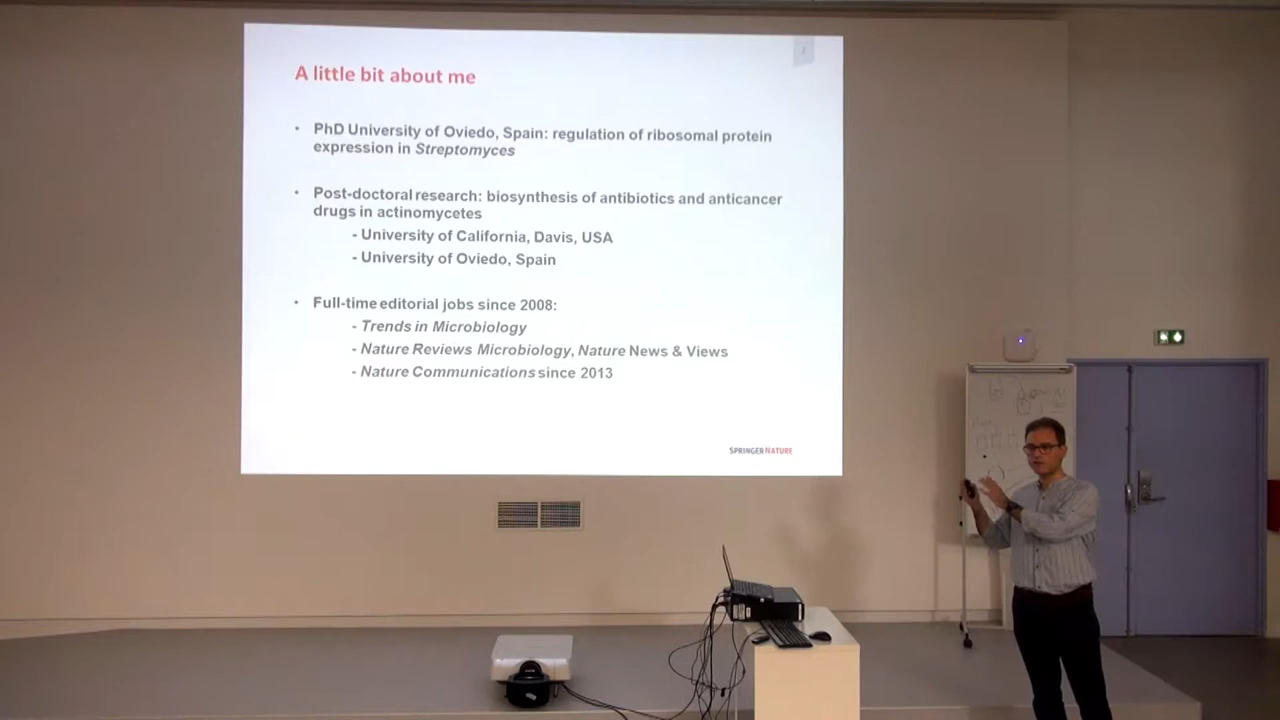 A little bit about me
• PhD University of Oviedo, Spain: regulation of ribosomal protein
expression in Streptomyces
• Post-doctoral research: biosynthesis of antibiotics and anticancer
drugs in actinomycetes
- University of California, Davis, USA
- University of Oviedo, Spain
• Full-time editorial jobs since 2008:
- Trends in Microbiology
- Nature Reviews Microbiology, Nature News & Views
- Nature Communications since 2013
SPRINGER NATURE